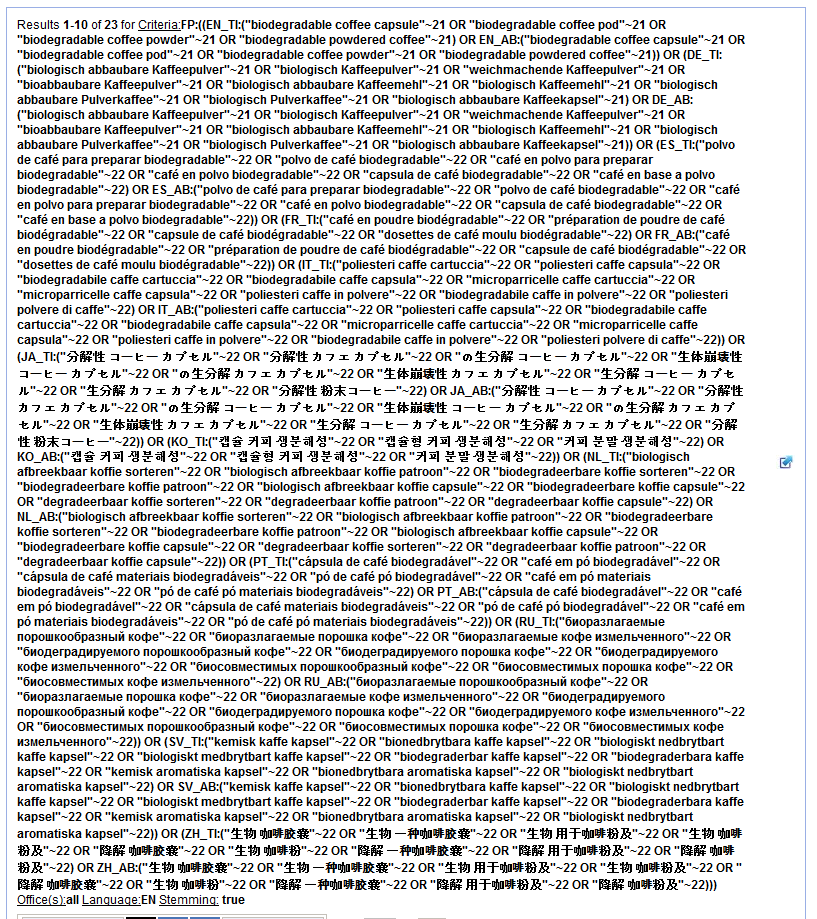 Results 1-10 of 23 for Criteria:FP:((EN_TI:("biodegradable coffee capsule"~21 OR "biodegradable coffee pod"~21 OR
"biodegradable coffee powder"~21 OR "biodegradable powdered coffee"~21) OR EN_AB:("biodegradable coffee capsule"~21 OR
"biodegradable coffee pod"~21 OR "biodegradable coffee powder"~21 OR "biodegradable powdered coffee"~21)) OR (DE_TI:
("biologisch abbaubare Kaffeepulver"~21 OR "biologisch Kaffeepulver"~21 OR "weichmachende Kaffeepulver"~21 OR
"bioabbaubare Kaffeepulver"~21 OR "biologisch abbaubare Kaffeemehl"~21 OR "biologisch Kaffeemehl"~21 OR "biologisch
abbaubare Pulverkaffee"~21 OR "biologisch Pulverkaffee"~21 OR "biologisch abbaubare Kaffeekapsel"~21) OR DE_AB:
("biologisch abbaubare Kaffeepulver"~21 OR "biologisch Kaffeepulver"~21 OR "weichmachende Kaffeepulver"~21 OR
"bioabbaubare Kaffeepulver"~21 OR "biologisch abbaubare Kaffeemehl"~21 OR "biologisch Kaffeemehl"~21 OR "biologisch
abbaubare Pulverkaffee"~21 OR "biologisch Pulverkaffee"~21 OR "biologisch abbaubare Kaffeekapsel"~21)) OR (ES_TI:("polvo
de café para preparar biodegradable"~22 OR "polvo de café biodegradable"~22 OR "café en polvo para preparar
biodegradable"~22 OR "café en polvo biodegradable"~22 OR "capsula de café biodegradable"~22 OR "café en base a polvo
biodegradable"~22) OR ES_AB:("polvo de café para preparar biodegradable"~22 OR "polvo de café biodegradable"~22 OR "café
en polvo para preparar biodegradable"~22 OR "café en polvo biodegradable"~22 OR "capsula de café biodegradable"~22 OR
"café en base a polvo biodegradable"~22)) OR (FR_TI:("café en poudre biodégradable"~22 OR "préparation de poudre de café
biodégradable"~22 OR "capsule de café biodégradable"~22 OR "dosettes de café moulu biodégradable"~22) OR FR_AB:("café
en poudre biodégradable"~22 OR "préparation de poudre de café biodégradable"~22 OR "capsule de café biodégradable"~22 OR
"dosettes de café moulu biodégradable"~22)) OR (IT_TI:("poliesteri caffe cartuccia"~22 OR "poliesteri caffe capsula"~22 OR
"biodegradabile caffe cartuccia"~22 OR "biodegradabile caffe capsula"~22 OR "microparricelle caffe cartuccia"~22 OR
"microparricelle caffe capsula"~22 OR "poliesteri caffe in polvere"~22 OR "biodegradabile caffe in polvere"~22 OR "poliesteri
polvere di caffe"~22) OR IT_AB:("poliesteri caffe cartuccia"~22 OR "poliesteri caffe capsula"~22 OR "biodegradabile caffe
cartuccia"~22 OR "biodegradabile caffe capsula"~22 OR "microparricelle caffe cartuccia"~22 OR "microparricelle caffe
capsula"~22 OR "poliesteri caffe in polvere"~22 OR "biodegradabile caffe in polvere"~22 OR "poliesteri polvere di caffe"~22)) OR
(JA_TI:("分解性 コーヒー カプセル"~22 OR "分解性 カフェ カプセル"~22 OR "の生分解 コーヒー カプセル"~22 OR "生体崩壊性
コーヒー カプセル"~22 OR "の生分解 カフェ カプセル"~22 OR "生体崩壊性 カフェ カプセル"~22 OR "生分解 コーヒー カプセ
ル"~22 OR "生分解 カフェ カプセル"~22 OR "分解性 粉末コーヒー"~22) OR JA_AB:("分解性 コーヒー カプセル"~22 OR "分解性
カフェ カプセル"~22 OR "の生分解 コーヒー カプセル"~22 OR "生体崩壊性 コーヒー カプセル"~22 OR "の生分解 カフェ カプ
セル"~22 OR "生体崩壊性 カフェ カプセル"~22 OR "生分解 コーヒー カプセル"~22 OR "生分解 カフェ カプセル"~22 OR "分解
性 粉末コーヒー"~22)) OR (KO_TI:("캡슐 커피 생분해성"~22 OR "캡슐형 커피 생분해성"~22 OR "커피 분말 생분해성"~22) OR
KO_AB:("캡슐 커피 생분해성"~22 OR "캡슐형 커피 생분해성"~22 OR "커피 분말 생분해성"~22)) OR (NL_TI:("biologisch
afbreekbaar koffie sorteren"~22 OR "biologisch afbreekbaar koffie patroon"~22 OR "biodegradeerbare koffie sorteren"~22 OR
"biodegradeerbare koffie patroon"~22 OR "biologisch afbreekbaar koffie capsule"~22 OR "biodegradeerbare koffie capsule"~22
OR "degradeerbaar koffie sorteren"~22 OR "degradeerbaar koffie patroon"~22 OR "degradeerbaar koffie capsule"~22) OR
NL_AB:("biologisch afbreekbaar koffie sorteren"~22 OR "biologisch afbreekbaar koffie patroon"~22 OR "biodegradeerbare
koffie sorteren"~22 OR "biodegradeerbare koffie patroon"~22 OR "biologisch afbreekbaar koffie capsule"~22 OR
"biodegradeerbare koffie capsule"~22 OR "degradeerbaar koffie sorteren"~22 OR "degradeerbaar koffie patroon"~22 OR
"degradeerbaar koffie capsule"~22)) OR (PT_TI:("cápsula de café biodegradável"~22 OR "café em pó biodegradável"~22 OR
"cápsula de café materiais biodegradáveis"~22 OR "pó de café pó biodegradável"~22 OR "café em pó materiais
biodegradáveis"~22 OR "pó de café pó materiais biodegradáveis"~22) OR PT_AB:("cápsula de café biodegradável"~22 OR "café
em pó biodegradável"~22 OR "cápsula de café materiais biodegradáveis"~22 OR "pó de café pó biodegradável"~22 OR "café em
pó materiais biodegradáveis"~22 OR "pó de café pó materiais biodegradáveis"~22)) OR (RU_TI:("биоразлагаемые
порошкообразный кофе"~22 OR "биоразлагаемые порошка кофе"~22 OR "биоразлагаемые кофе измельченного"~22 OR
"биодеградируемого порошкообразный кофе"~22 OR "биодеградируемого порошка кофе"~22 OR "биодеградируемого
кофе измельченного"~22 OR "биосовместимых порошкообразный кофе"~22 OR "биосовместимых порошка кофе"~22 OR
"биосовместимых кофе измельченного"~22) OR RU_AB:("биоразлагаемые порошкообразный кофе"~22 OR
"биоразлагаемые порошка кофе"~22 OR "биоразлагаемые кофе измельченного"~22 OR "биодеградируемого
порошкообразный кофе"~22 OR "биодеградируемого порошка кофе"~22 OR "биодеградируемого кофе измельченного"~22
OR "биосовместимых порошкообразный кофе"~22 OR "биосовместимых порошка кофе"~22 OR "биосовместимых кофе
измельченного"~22)) OR (SV_TI:("kemisk kaffe kapsel"~22 OR "bionedbrytbara kaffe kapsel"~22 OR "biologiskt nedbrytbart
kaffe kapsel"~22 OR "biologiskt medbrytbart kaffe kapsel"~22 OR "biodegraderbar kaffe kapsel"~22 OR "biodegraderbara kaffe
kapsel"~22 OR "kemisk aromatiska kapsel"~22 OR "bionedbrytbara aromatiska kapsel"~22 OR "biologiskt nedbrytbart
aromatiska kapsel"~22) OR SV_AB:("kemisk kaffe kapsel"~22 OR "bionedbrytbara kaffe kapsel"~22 OR "biologiskt nedbrytbart
kaffe kapsel"~22 OR "biologiskt medbrytbart kaffe kapsel"~22 OR "biodegraderbar kaffe kapsel"~22 OR "biodegraderbara kaffe
kapsel"~22 OR "kemisk aromatiska kapsel"~22 OR "bionedbrytbara aromatiska kapsel"~22 OR "biologiskt nedbrytbart
aromatiska kapsel"~22)) OR (ZH_TI:("生物 咖啡胶囊"~22 OR "生物 一种咖啡胶囊"~22 OR "生物 用于咖啡粉及"~22 OR "生物 咖啡
粉及"~22 OR "降解 咖啡胶囊"~22 OR "生物 咖啡粉"~22 OR "降解 一种咖啡胶囊"~22 OR "降解 用于咖啡粉及"~22 OR "降解 咖啡
粉及"~22) OR ZH_AB:("生物 咖啡胶囊"~22 OR "生物 一种咖啡胶囊"~22 OR "生物 用于咖啡粉及"~22 OR "生物 咖啡粉及"~22 OR "
降解 咖啡胶囊"~22 OR "生物 咖啡粉"~22 OR "降解 一种咖啡胶囊"~22 OR "降解 用于咖啡粉及"~22 OR "降解 咖啡粉及"~22)))
Office(s):all Language:EN Stemming: true